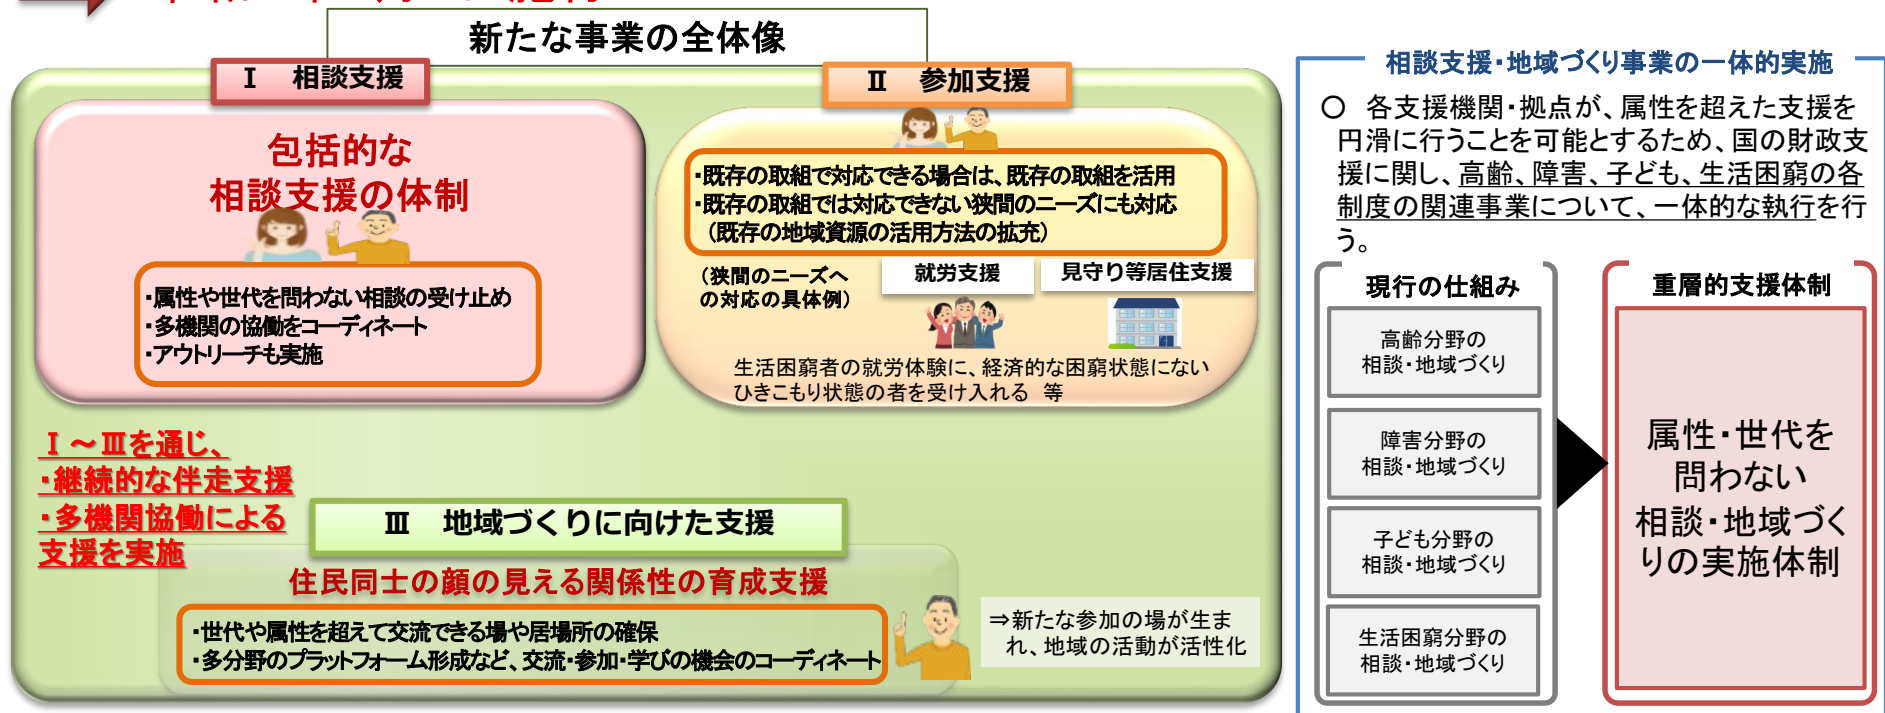 新たな事業の全体像
Ⅰ 相談支援
包括的な
相談支援の体制
・属性や世代を問わない相談の受け止め
・多機関の協働をコーディネート
・アウトリーチも実施
Ⅱ 参加支援
・既存の取組で対応できる場合は、既存の取組を活用
・既存の取組では対応できない狭間のニーズにも対応
（既存の地域資源の活用方法の拡充）
（狭間のニーズへ
の対応の具体例）
就労支援
見守り等居住支援
生活困窮者の就労体験に、経済的な困窮状態にない
ひきこもり状態の者を受け入れる 等
Ⅰ～Ⅲを通じ、
・継続的な伴走支援
・多機関協働による
支援を実施
Ⅲ 地域づくりに向けた支援
住民同士の顔の見える関係性の育成支援
・世代や属性を超えて交流できる場や居場所の確保
・多分野のプラットフォーム形成など、交流・参加・学びの機会のコーディネート
⇒新たな参加の場が生ま
れ、地域の活動が活性化
相談支援・地域づくり事業の一体的実施
○ 各支援機関・拠点が、属性を超えた支援を
円滑に行うことを可能とするため、国の財政支
援に関し、高齢、障害、子ども、生活困窮の各
制度の関連事業について、一体的な執行を行
う。
現行の仕組み
高齢分野の
相談・地域づくり
障害分野の
相談・地域づくり
子ども分野の
相談・地域づくり
生活困窮分野の
相談・地域づくり
重層的支援体制
属性・世代を
問わない
相談・地域づく
りの実施体制